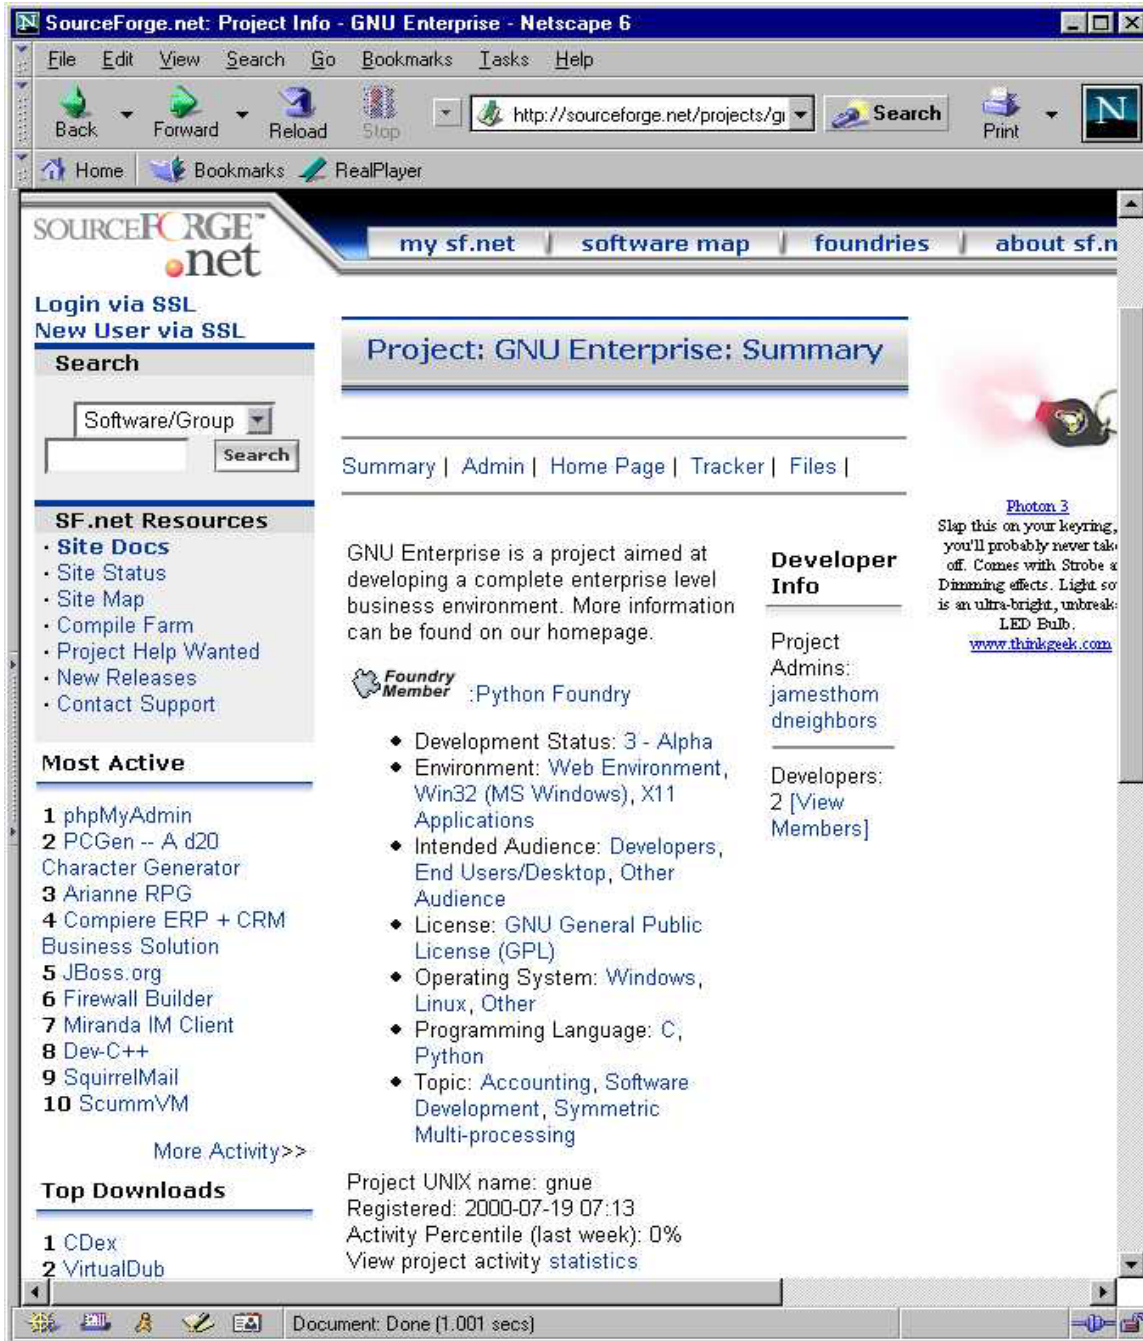 SourceForge.net: Project Info - GNU Enterprise - Netscape 6
File Edit View Search Go Bookmarks Tasks Help
Back Forward Reload Stop http://sourceforge.net/projects/gn Search Print N
Home Bookmarks RealPlayer
SOURCEFORGE™
.net
my sf.net software map foundries about sf.n
Login via SSL
New User via SSL
Search
Software/Group
Search
SF.net Resources
· Site Docs
· Site Status
· Site Map
· Compile Farm
· Project Help Wanted
· New Releases
· Contact Support
Most Active
1 phpMyAdmin
2 PCGen -- A d20
Character Generator
3 Arianne RPG
4 Compiere ERP + CRM
Business Solution
5 JBoss.org
6 Firewall Builder
7 Miranda IM Client
8 Dev-C++
9 SquirrelMail
10 ScummVM
More Activity>>
Top Downloads
1 CDex
2 VirtualDub
Project: GNU Enterprise: Summary
Summary | Admin | Home Page | Tracker | Files |
GNU Enterprise is a project aimed at
developing a complete enterprise level
business environment. More information
can be found on our homepage.
Foundry
Member :Python Foundry
• Development Status: 3 - Alpha
• Environment: Web Environment,
Win32 (MS Windows), X11
Applications
• Intended Audience: Developers,
End Users/Desktop, Other
Audience
• License: GNU General Public
License (GPL)
• Operating System: Windows,
Linux, Other
• Programming Language: C,
Python
• Topic: Accounting, Software
Development, Symmetric
Multi-processing
Project UNIX name: gnue
Registered: 2000-07-19 07:13
Activity Percentile (last week): 0%
View project activity statistics
Developer
Info
Project
Admins:
jamesthom
dneighbors
Developers:
2 [View
Members]
Photon 3
Slap this on your keyring,
you'll probably never tak
off. Comes with Strobe a
Dimming effects. Light so
is an ultra-bright, unbreak
LED Bulb.
www.thinkgeek.com
Document: Done (1.001 secs)